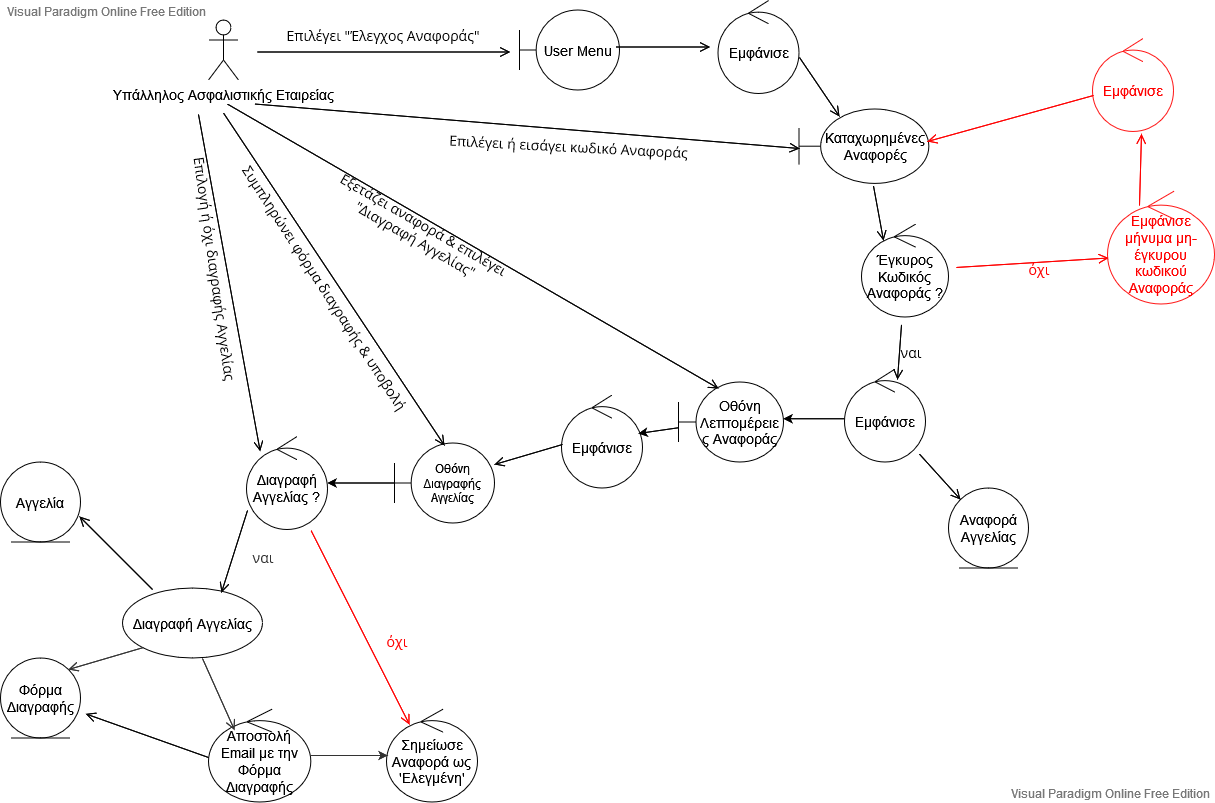 Visual Paradigm Online Free Edition
Επιλέγει "Έλεγχος Αναφοράς"
User Menu
Εμφάνισε
Εμφάνισε
Υπάλληλος Ασφαλιστικής Εταιρείας
Επιλέγει ή εισάγει κωδικό Αναφοράς
Καταχωρημένες
Αναφορές
Εξετάζει αναφορά & επιλέγει
"Διαγραφή Αγγελίας"
Συμπληρώνει φόρμα διαγραφής & υποβολή
Επιλογή ή όχι διαγραφής Αγγελίας
Έγκυρος
Κωδικός
Αναφοράς ?
όχι
Εμφάνισε
μήνυμα μη-
έγκυρου
κωδικού
Αναφοράς
ναι
Εμφάνισε
Οθόνη
Λεπτομέρειε
ς Αναφοράς
Εμφάνισε
Οθόνη
Διαγραφής
Αγγελίας
Διαγραφή
Αγγελίας ?
Αγγελία
Αναφορά
Αγγελίας
ναι
Διαγραφή Αγγελίας
όχι
Φόρμα
Διαγραφής
Αποστολή
Email με την
Φόρμα
Διαγραφής
Σημείωσε
Αναφορά ως
'Ελεγμένη'
Visual Paradigm Online Free Edition